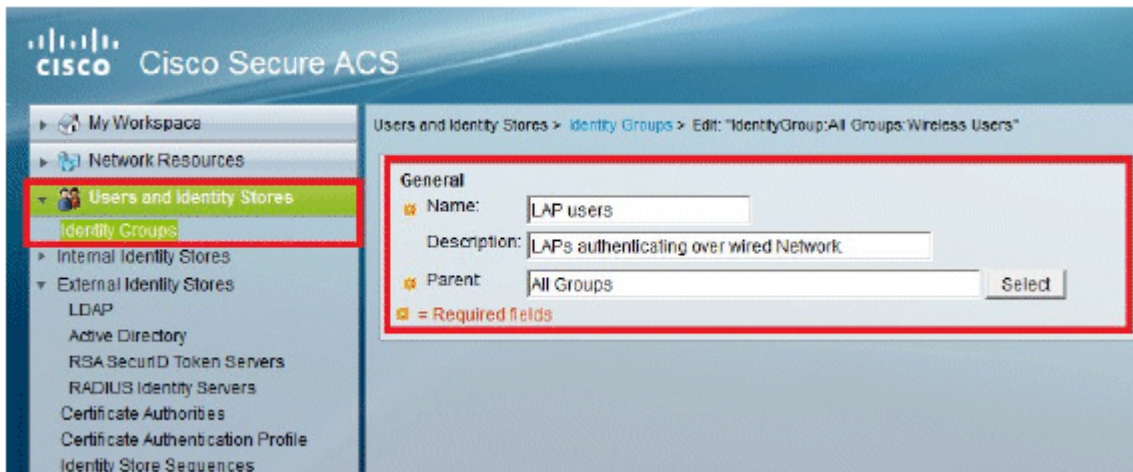 CISCO Cisco Secure ACS
My Workspace
Network Resources
Users and Identity Stores
Identity Groups
Internal Identity Stores
External Identity Stores
LDAP
Active Directory
RSA SecurID Token Servers
RADIUS Identity Servers
Certificate Authorities
Certificate Authentication Profile
Identity Store Sequences
Users and Identity Stores > Identity Groups > Edit: "IdentityGroup:All Groups:Wireless Users"
General
Name: LAP users
Description: LAPs authenticating over wired Network
Parent: All Groups Select
= Required fields